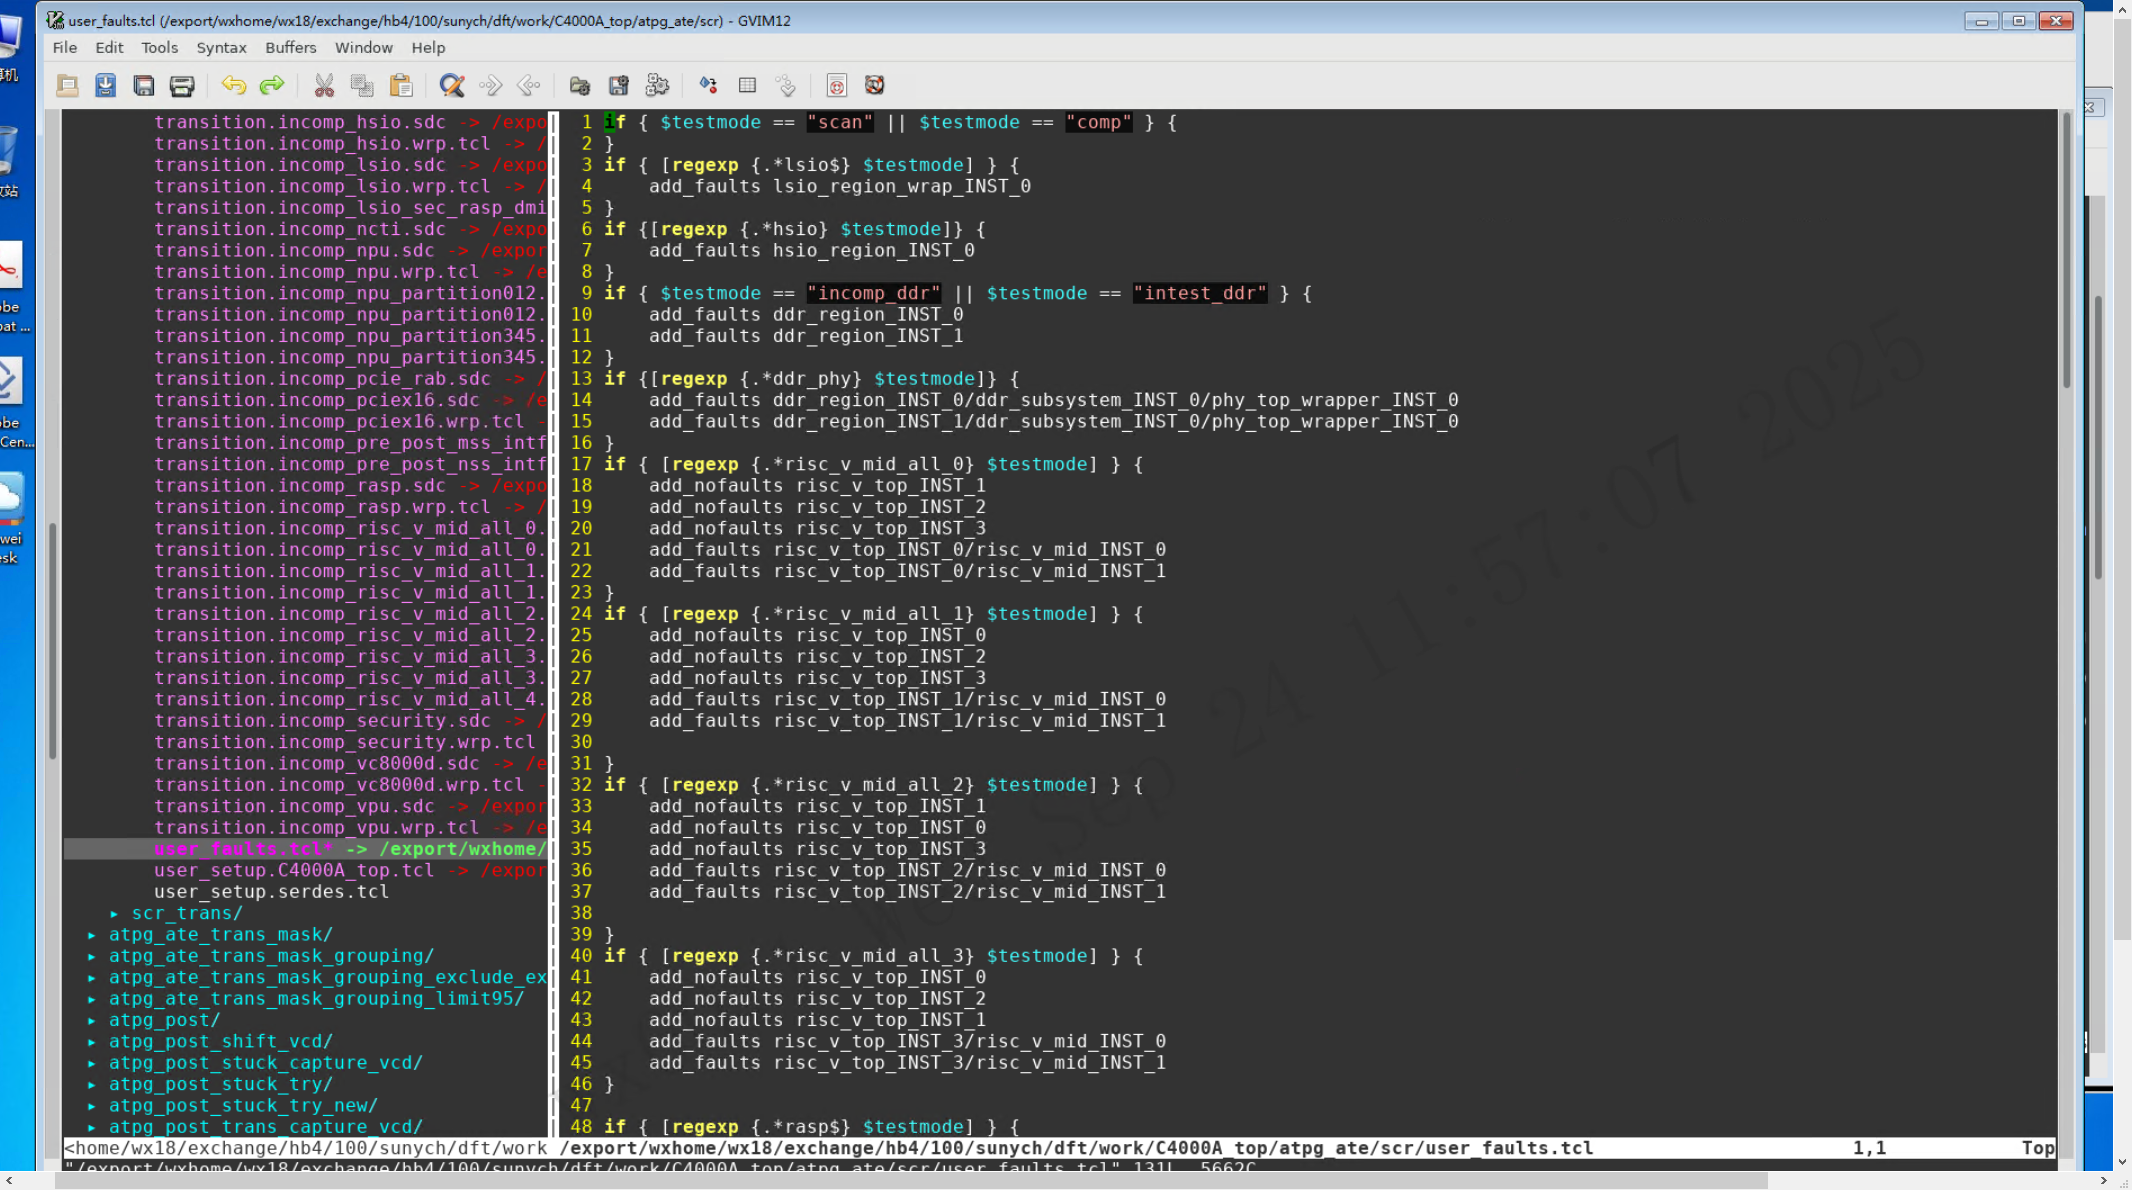 user_faults.tcl (/export/wxhome/wx18/exchange/hb4/100/sunych/dft/work/C4000A_top/atpg_ate/scr) - GVIM12
File Edit Tools Syntax Buffers Window Help
transition.incomp_hsio.sdc -> /expo
transition.incomp_hsio.wrp.tcl -> /
transition.incomp_lsio.sdc -> /expo
transition.incomp_lsio.wrp.tcl -> /
transition.incomp_lsio_sec_rasp_dmi
transition.incomp_ncti.sdc -> /expo
transition.incomp_npu.sdc -> /expor
transition.incomp_npu.wrp.tcl -> /e
transition.incomp_npu_partition012.
transition.incomp_npu_partition012.
transition.incomp_npu_partition345.
transition.incomp_npu_partition345.
transition.incomp_pcie_rab.sdc -> /
transition.incomp_pciex16.sdc -> /e
transition.incomp_pciex16.wrp.tcl -
transition.incomp_pre_post_mss_intf
transition.incomp_pre_post_nss_intf
transition.incomp_rasp.sdc -> /expo
transition.incomp_rasp.wrp.tcl -> /
transition.incomp_risc_v_mid_all_0.
transition.incomp_risc_v_mid_all_0.
transition.incomp_risc_v_mid_all_1.
transition.incomp_risc_v_mid_all_1.
transition.incomp_risc_v_mid_all_2.
transition.incomp_risc_v_mid_all_2.
transition.incomp_risc_v_mid_all_3.
transition.incomp_risc_v_mid_all_3.
transition.incomp_risc_v_mid_all_4.
transition.incomp_security.sdc -> /
transition.incomp_security.wrp.tcl
transition.incomp_vc8000d.sdc -> /e
transition.incomp_vc8000d.wrp.tcl -
transition.incomp_vpu.sdc -> /expor
transition.incomp_vpu.wrp.tcl -> /e
user_faults.tcl* -> /export/wxhome/
user_setup.C4000A_top.tcl -> /expor
user_setup.serdes.tcl
▸ scr_trans/
▸ atpg_ate_trans_mask/
▸ atpg_ate_trans_mask_grouping/
▸ atpg_ate_trans_mask_grouping_exclude_ex
▸ atpg_ate_trans_mask_grouping_limit95/
▸ atpg_post/
▸ atpg_post_shift_vcd/
▸ atpg_post_stuck_capture_vcd/
▸ atpg_post_stuck_try/
▸ atpg_post_stuck_try_new/
▸ atpg_post_trans_capture_vcd/
1 if { $testmode == "scan" || $testmode == "comp" } {
2 }
3 if { [regexp {.*lsio$} $testmode] } {
4 add_faults lsio_region_wrap_INST_0
5 }
6 if {[regexp {.*hsio} $testmode]} {
7 add_faults hsio_region_INST_0
8 }
9 if { $testmode == "incomp_ddr" || $testmode == "intest_ddr" } {
10 add_faults ddr_region_INST_0
11 add_faults ddr_region_INST_1
12 }
13 if {[regexp {.*ddr_phy} $testmode]} {
14 add_faults ddr_region_INST_0/ddr_subsystem_INST_0/phy_top_wrapper_INST_0
15 add_faults ddr_region_INST_1/ddr_subsystem_INST_0/phy_top_wrapper_INST_0
16 }
17 if { [regexp {.*risc_v_mid_all_0} $testmode] } {
18 add_nofaults risc_v_top_INST_1
19 add_nofaults risc_v_top_INST_2
20 add_nofaults risc_v_top_INST_3
21 add_faults risc_v_top_INST_0/risc_v_mid_INST_0
22 add_faults risc_v_top_INST_0/risc_v_mid_INST_1
23 }
24 if { [regexp {.*risc_v_mid_all_1} $testmode] } {
25 add_nofaults risc_v_top_INST_0
26 add_nofaults risc_v_top_INST_2
27 add_nofaults risc_v_top_INST_3
28 add_faults risc_v_top_INST_1/risc_v_mid_INST_0
29 add_faults risc_v_top_INST_1/risc_v_mid_INST_1
30
31 }
32 if { [regexp {.*risc_v_mid_all_2} $testmode] } {
33 add_nofaults risc_v_top_INST_1
34 add_nofaults risc_v_top_INST_0
35 add_nofaults risc_v_top_INST_3
36 add_faults risc_v_top_INST_2/risc_v_mid_INST_0
37 add_faults risc_v_top_INST_2/risc_v_mid_INST_1
38
39 }
40 if { [regexp {.*risc_v_mid_all_3} $testmode] } {
41 add_nofaults risc_v_top_INST_0
42 add_nofaults risc_v_top_INST_2
43 add_nofaults risc_v_top_INST_1
44 add_faults risc_v_top_INST_3/risc_v_mid_INST_0
45 add_faults risc_v_top_INST_3/risc_v_mid_INST_1
46 }
47
48 if { [regexp {.*rasp$} $testmode] } {
<home/wx18/exchange/hb4/100/sunych/dft/work /export/wxhome/wx18/exchange/hb4/100/sunych/dft/work/C4000A_top/atpg_ate/scr/user_faults.tcl 1,1 Top
"/export/wxhome/wx18/exchange/hb4/100/sunych/dft/work/C4000A_top/atpg_ate/scr/user_faults.tcl" 131L, 5662C
Sep 24 11:57:07 2025